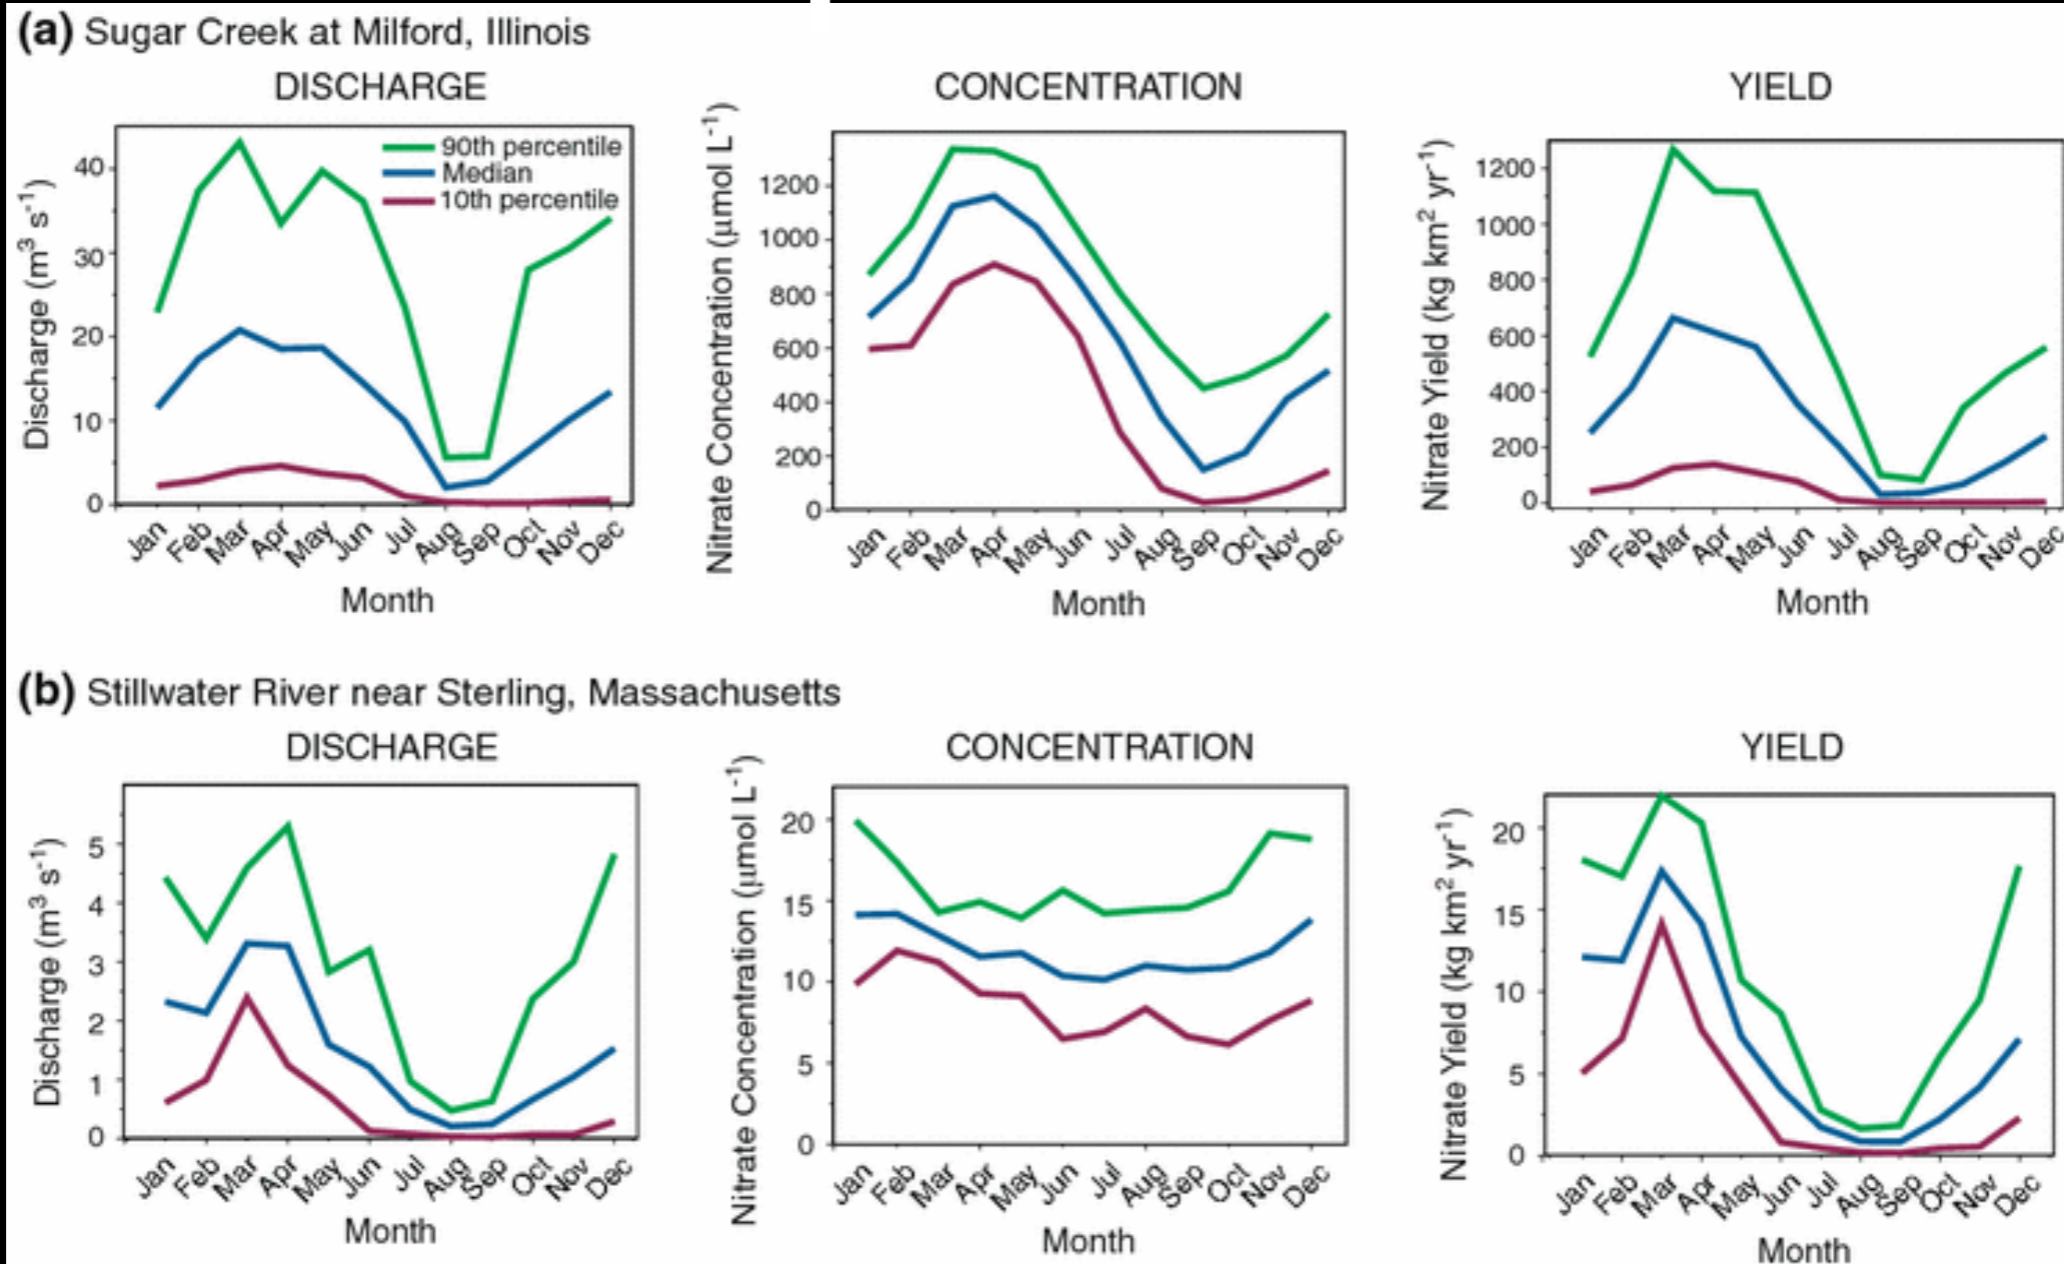 (a) Sugar Creek at Milford, Illinois
DISCHARGE
Discharge (m³ s⁻¹)
40
30
20
10
0
90th percentile
Median
10th percentile
Jan Feb Mar Apr May Jun Jul Aug Sep Oct Nov Dec
Month
CONCENTRATION
Nitrate Concentration (μmol L⁻¹)
1200
1000
800
600
400
200
0
Jan Feb Mar Apr May Jun Jul Aug Sep Oct Nov Dec
Month
YIELD
Nitrate Yield (kg km² yr⁻¹)
1200
1000
800
600
400
200
0
Jan Feb Mar Apr May Jun Jul Aug Sep Oct Nov Dec
Month
(b) Stillwater River near Sterling, Massachusetts
DISCHARGE
Discharge (m³ s⁻¹)
5
4
3
2
1
0
Jan Feb Mar Apr May Jun Jul Aug Sep Oct Nov Dec
Month
CONCENTRATION
Nitrate Concentration (μmol L⁻¹)
20
15
10
5
0
Jan Feb Mar Apr May Jun Jul Aug Sep Oct Nov Dec
Month
YIELD
Nitrate Yield (kg km² yr⁻¹)
20
15
10
5
0
Jan Feb Mar Apr May Jun Jul Aug Sep Oct Nov Dec
Month